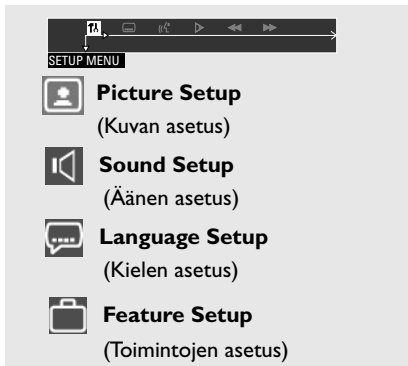 SETUP MENU
Picture Setup
(Kuvan asetus)
Sound Setup
(Äänen asetus)
Language Setup
(Kielen asetus)
Feature Setup
(Toimintojen asetus)